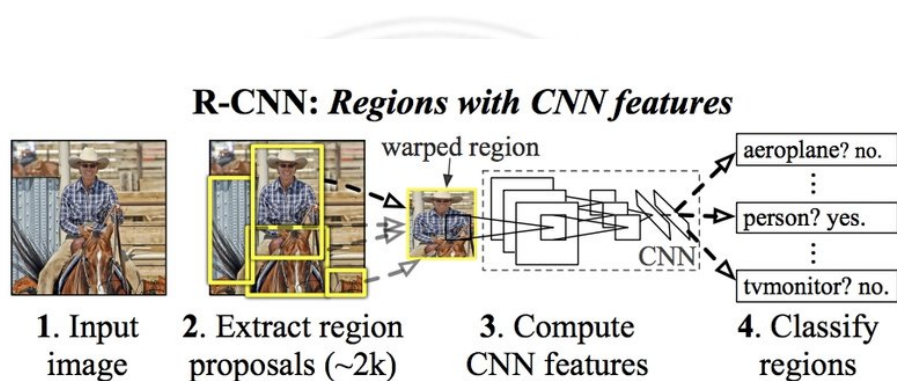 R-CNN: Regions with CNN features
warped region
aeroplane? no.
person? yes.
tvmonitor? no.
CNN
1. Input
image
2. Extract region
proposals (~2k)
3. Compute
CNN features
4. Classify
regions